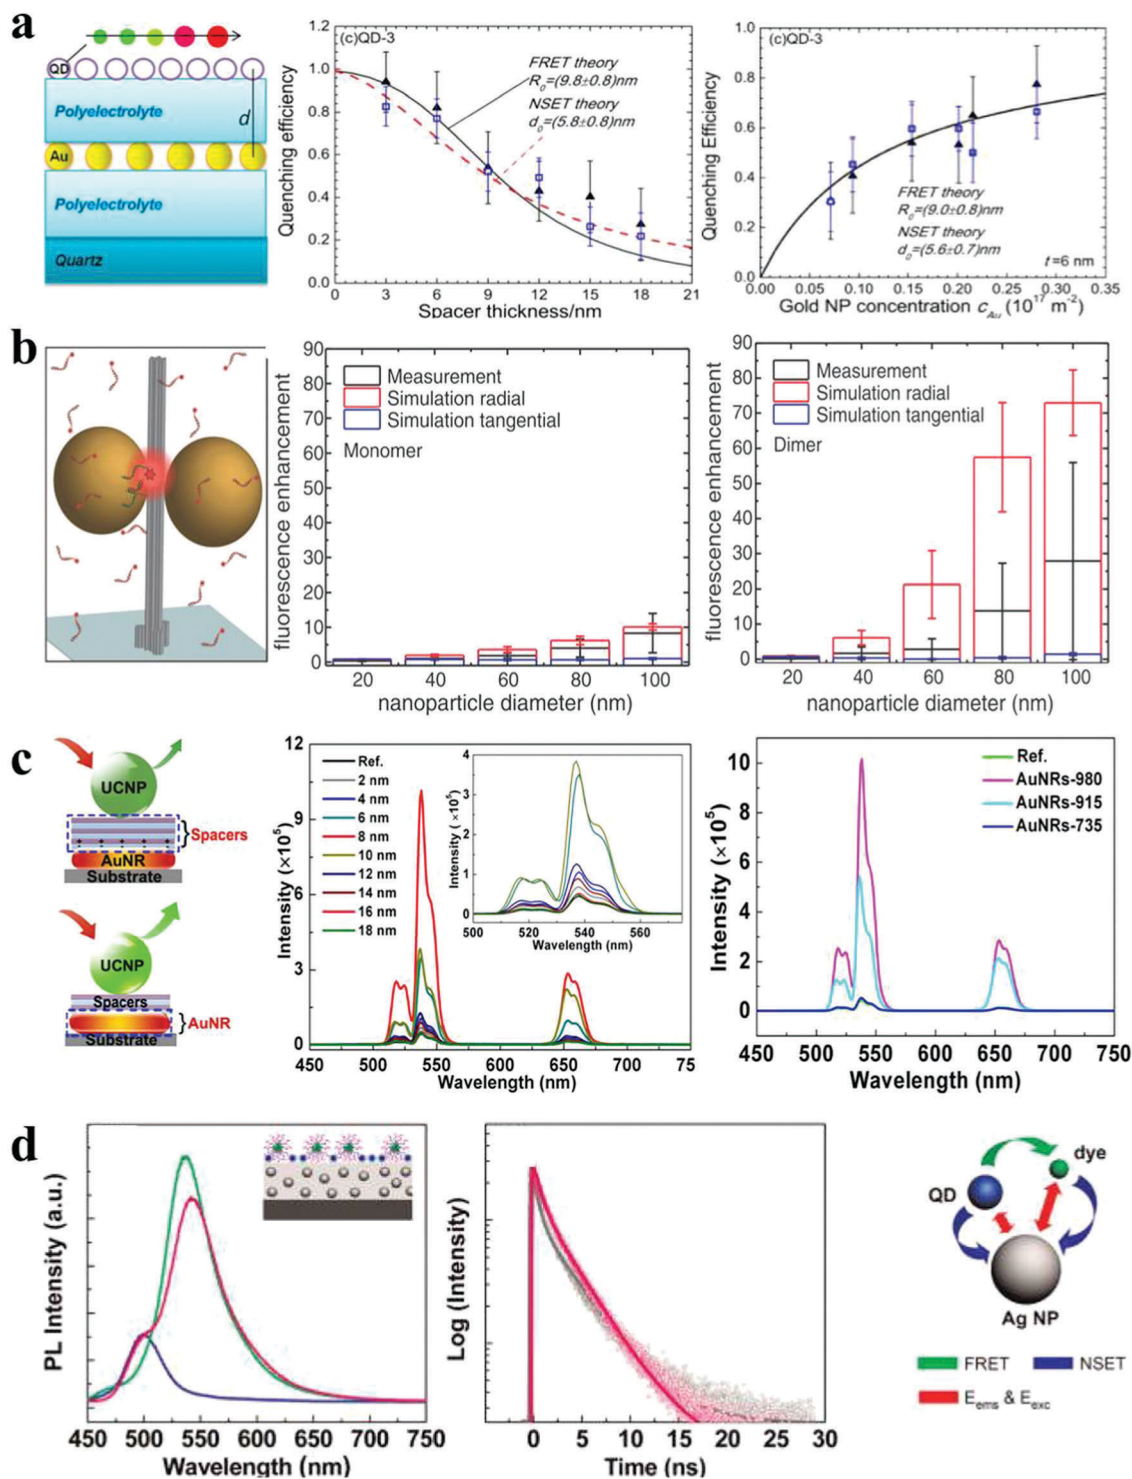 a
QD
Polyelectrolyte
d
Au
Polyelectrolyte
Quartz
Quenching efficiency
1.2
1.0
0.8
0.6
0.4
0.2
0.0
(c)QD-3
FRET theory
R₀=(9.8±0.8)nm
NSET theory
d₀=(5.8±0.8)nm
0 3 6 9 12 15 18 21
Spacer thickness/nm
Quenching Efficiency
1.0
0.8
0.6
0.4
0.2
0.0
(c)QD-3
FRET theory
R₀=(9.0±0.8)nm
NSET theory
d₀=(5.6±0.7)nm
t=6 nm
0.00 0.05 0.10 0.15 0.20 0.25 0.30 0.35
Gold NP concentration c_Au (10¹⁷ m⁻²)
b
fluorescence enhancement
90
80
70
60
50
40
30
20
10
0
Measurement
Simulation radial
Simulation tangential
Monomer
20 40 60 80 100
nanoparticle diameter (nm)
fluorescence enhancement
90
80
70
60
50
40
30
20
10
0
Measurement
Simulation radial
Simulation tangential
Dimer
20 40 60 80 100
nanoparticle diameter (nm)
c
UCNP
Spacers
AuNR
Substrate
UCNP
Spacers
AuNR
Substrate
Intensity (×10⁵)
12
9
6
3
0
Ref.
2 nm
4 nm
6 nm
8 nm
10 nm
12 nm
14 nm
16 nm
18 nm
Intensity (×10⁵)
4
3
2
1
0
500 520 540 560
Wavelength (nm)
450 500 550 600 650 700 75
Wavelength (nm)
Intensity (×10⁵)
10
8
6
4
2
0
Ref.
AuNRs-980
AuNRs-915
AuNRs-735
450 500 550 600 650 700 750
Wavelength (nm)
d
PL Intensity (a.u.)
450 500 550 600 650 700 750
Wavelength (nm)
Log (Intensity)
0 5 10 15 20 25 30
Time (ns)
dye
QD
Ag NP
FRET
NSET
E_ems & E_exc